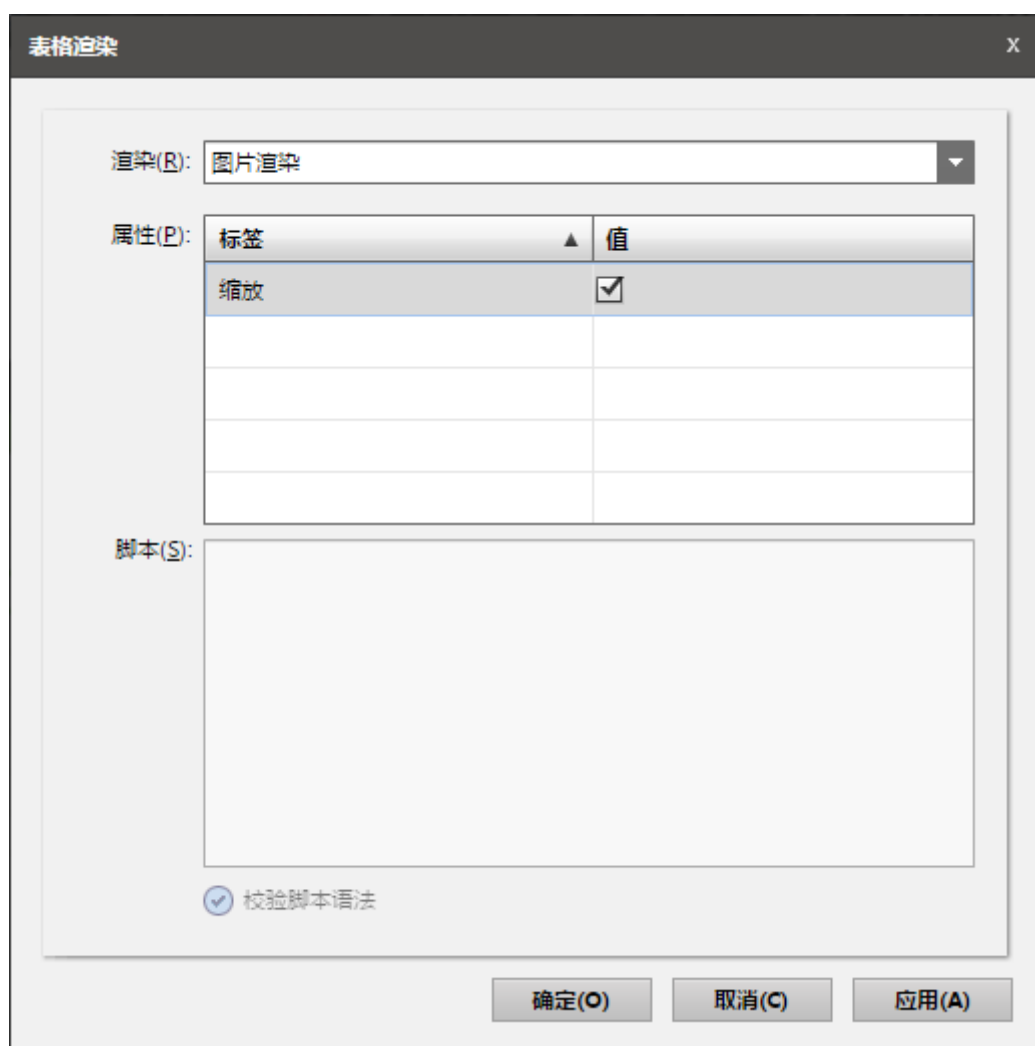 表格渲染 x
渲染(R): 图片渲染
属性(P): 标签 ▲ 值
缩放
脚本(S):
校验脚本语法
确定(O) 取消(C) 应用(A)